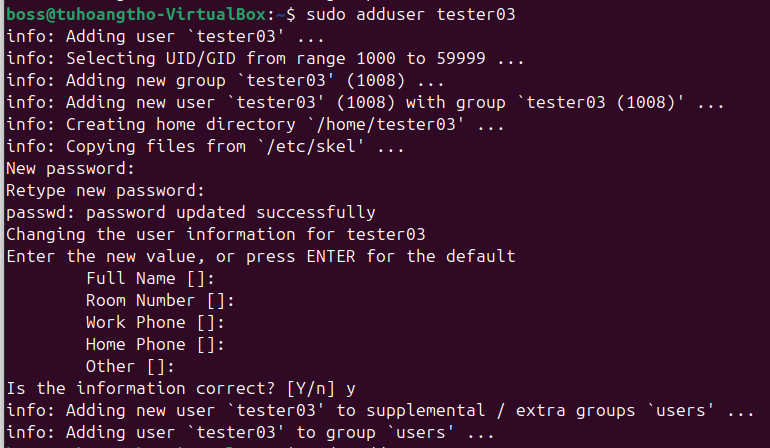 boss@tuhoangtho-VirtualBox:~$ sudo adduser tester03
info: Adding user `tester03' ...
info: Selecting UID/GID from range 1000 to 59999 ...
info: Adding new group `tester03' (1008) ...
info: Adding new user `tester03' (1008) with group `tester03 (1008)' ...
info: Creating home directory `/home/tester03' ...
info: Copying files from `/etc/skel' ...
New password:
Retype new password:
passwd: password updated successfully
Changing the user information for tester03
Enter the new value, or press ENTER for the default
Full Name []:
Room Number []:
Work Phone []:
Home Phone []:
Other []:
Is the information correct? [Y/n] y
info: Adding new user `tester03' to supplemental / extra groups `users' ...
info: Adding user `tester03' to group `users' ...